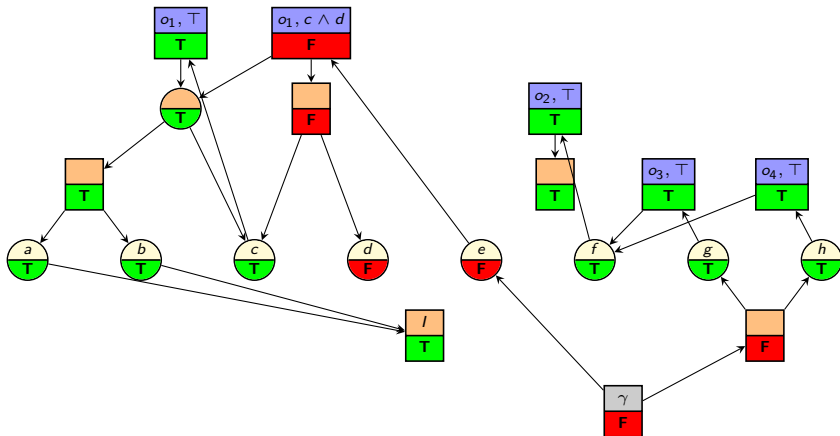 o₁, ⊤
T
o₁, c ∧ d
F
T
F
o₂, ⊤
T
T
T
o₃, ⊤
T
o₄, ⊤
T
a
T
b
T
c
T
d
F
e
F
f
T
g
T
h
T
I
T
F
γ
F